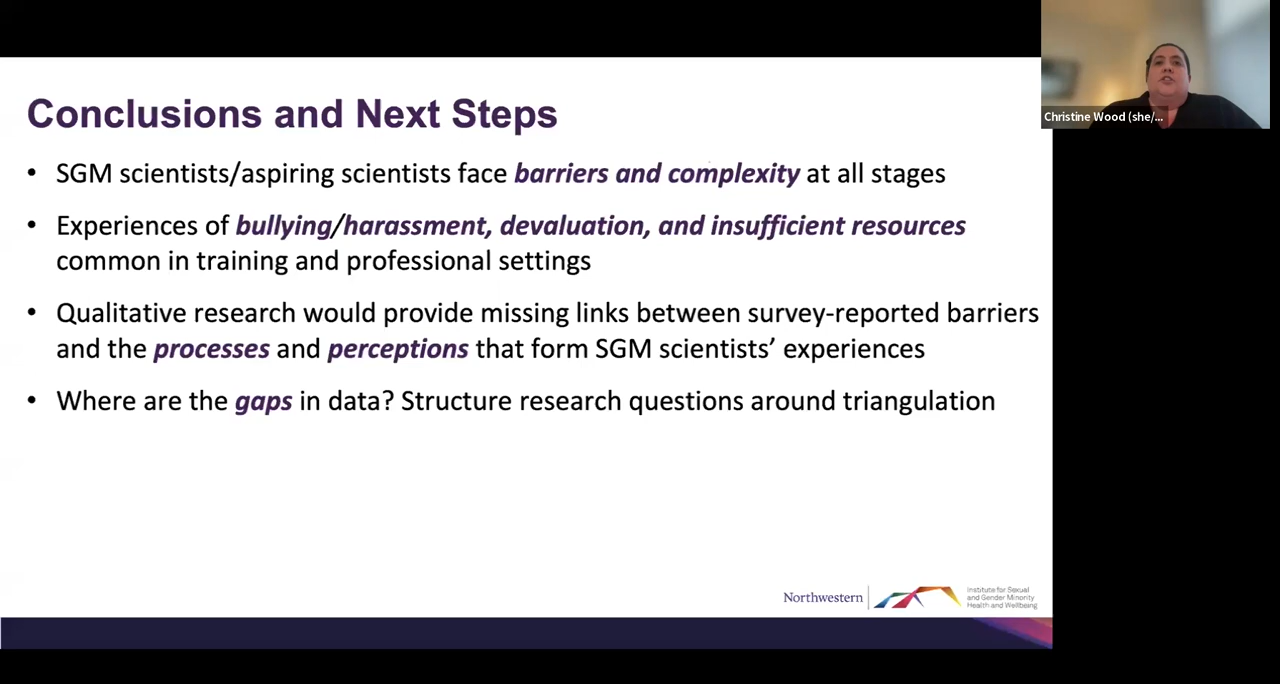 Conclusions and Next Steps
• SGM scientists/aspiring scientists face barriers and complexity at all stages
• Experiences of bullying/harassment, devaluation, and insufficient resources
common in training and professional settings
• Qualitative research would provide missing links between survey-reported barriers
and the processes and perceptions that form SGM scientists’ experiences
• Where are the gaps in data? Structure research questions around triangulation
Northwestern
Institute for Sexual
and Gender Minority
Health and Wellbeing
Christine Wood (she/...